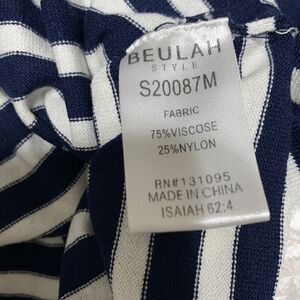 BEULAH
STYLE
S20087M
FABRIC
75%VISCOSE
25%NYLON
RN#131095
MADE IN CHINA
ISAIAH 62:4